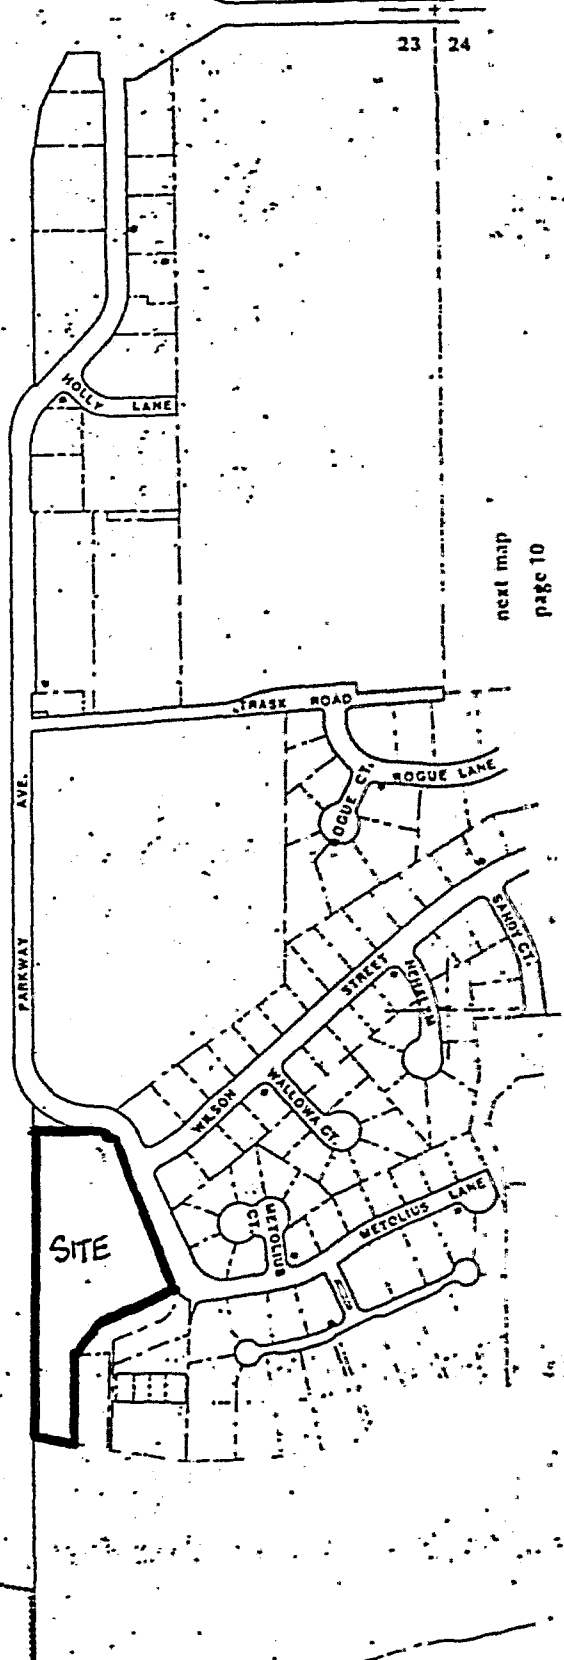 23 24
HOLLY LANE
next map
page 10
TRASK ROAD
ROGUE CT.
ROGUE LANE
AVE.
PARKWAY
SANDY CT.
STREET
NEHALEM
WILSON
WALLOWA CT.
METOLIUS
CT.
METOLIUS LANE
SITE